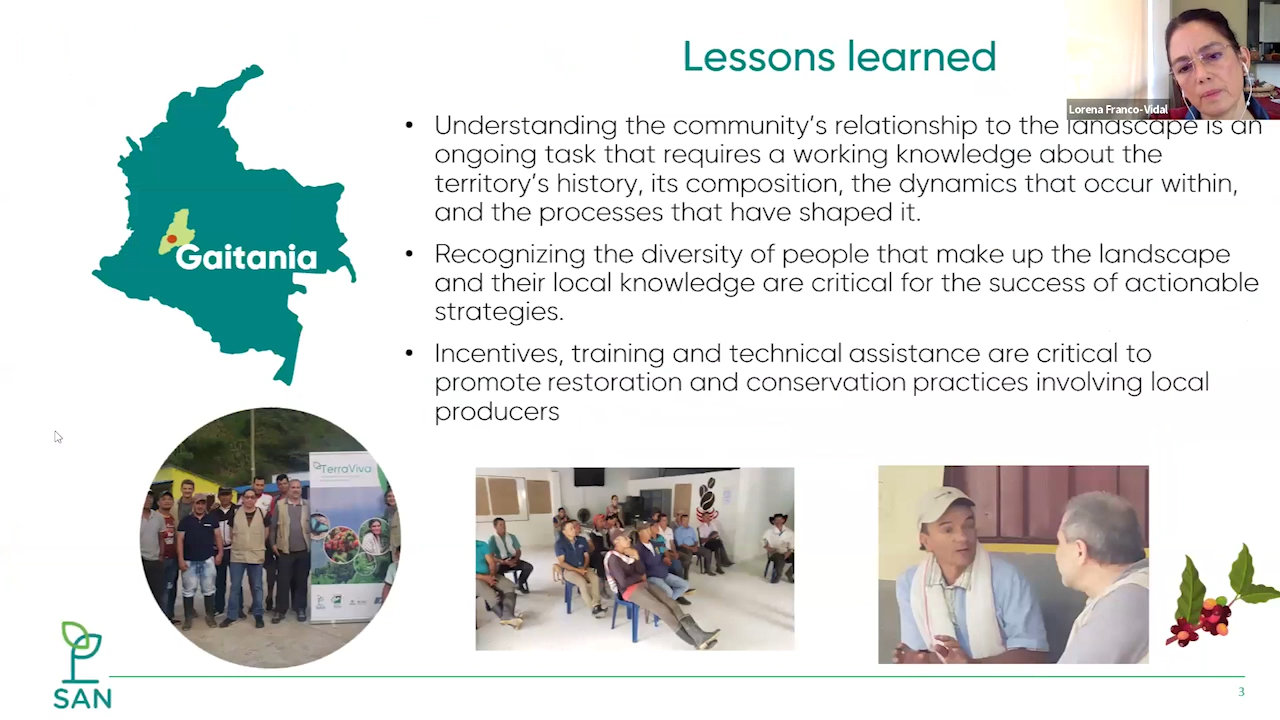 Lessons learned
Lorena Franco-Vidal
• Understanding the community's relationship to the landscape is an
ongoing task that requires a working knowledge about the
territory's history, its composition, the dynamics that occur within,
and the processes that have shaped it.
• Recognizing the diversity of people that make up the landscape
and their local knowledge are critical for the success of actionable
strategies.
• Incentives, training and technical assistance are critical to
promote restoration and conservation practices involving local
producers
Gaitania
TerraViva
SAN
3